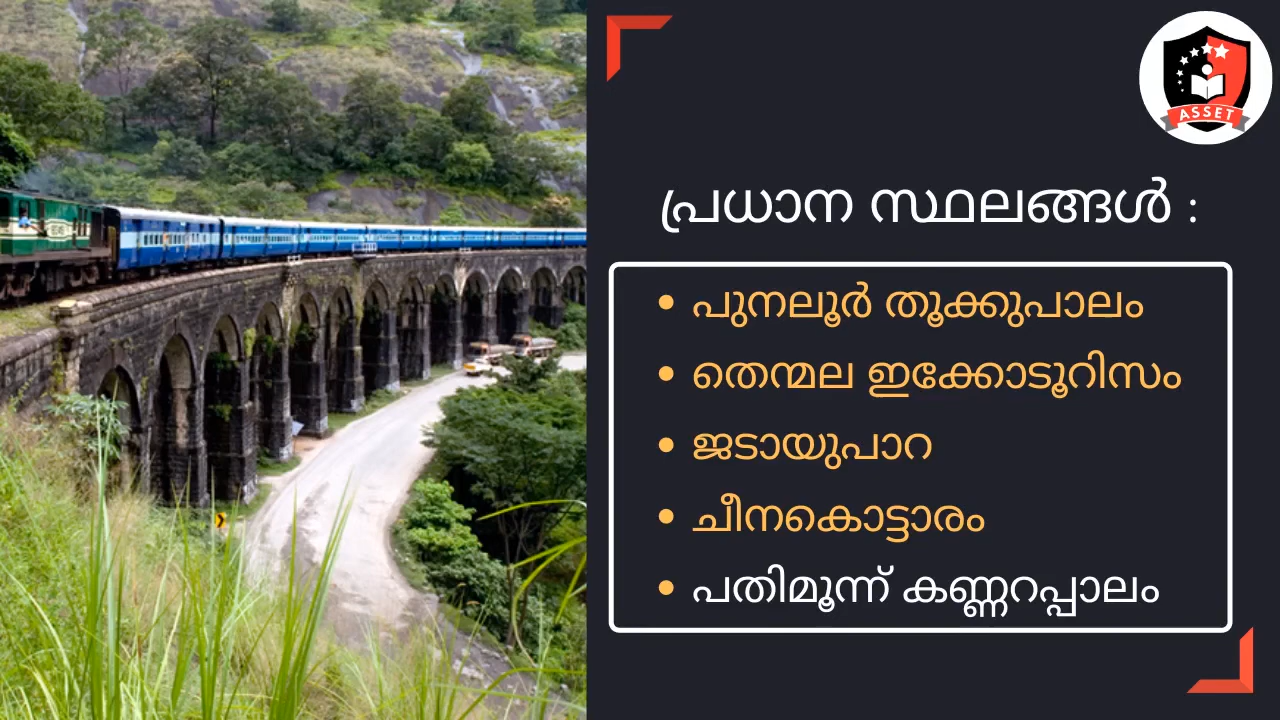 ASSET
പ്രധാന സ്ഥലങ്ങൾ :
• പുനലൂർ തൂക്കുപാലം
• തെന്മല ഇക്കോടൂറിസം
• ജടായുപാറ
• ചീനകൊട്ടാരം
• പതിമൂന്ന് കണ്ണറപ്പാലം